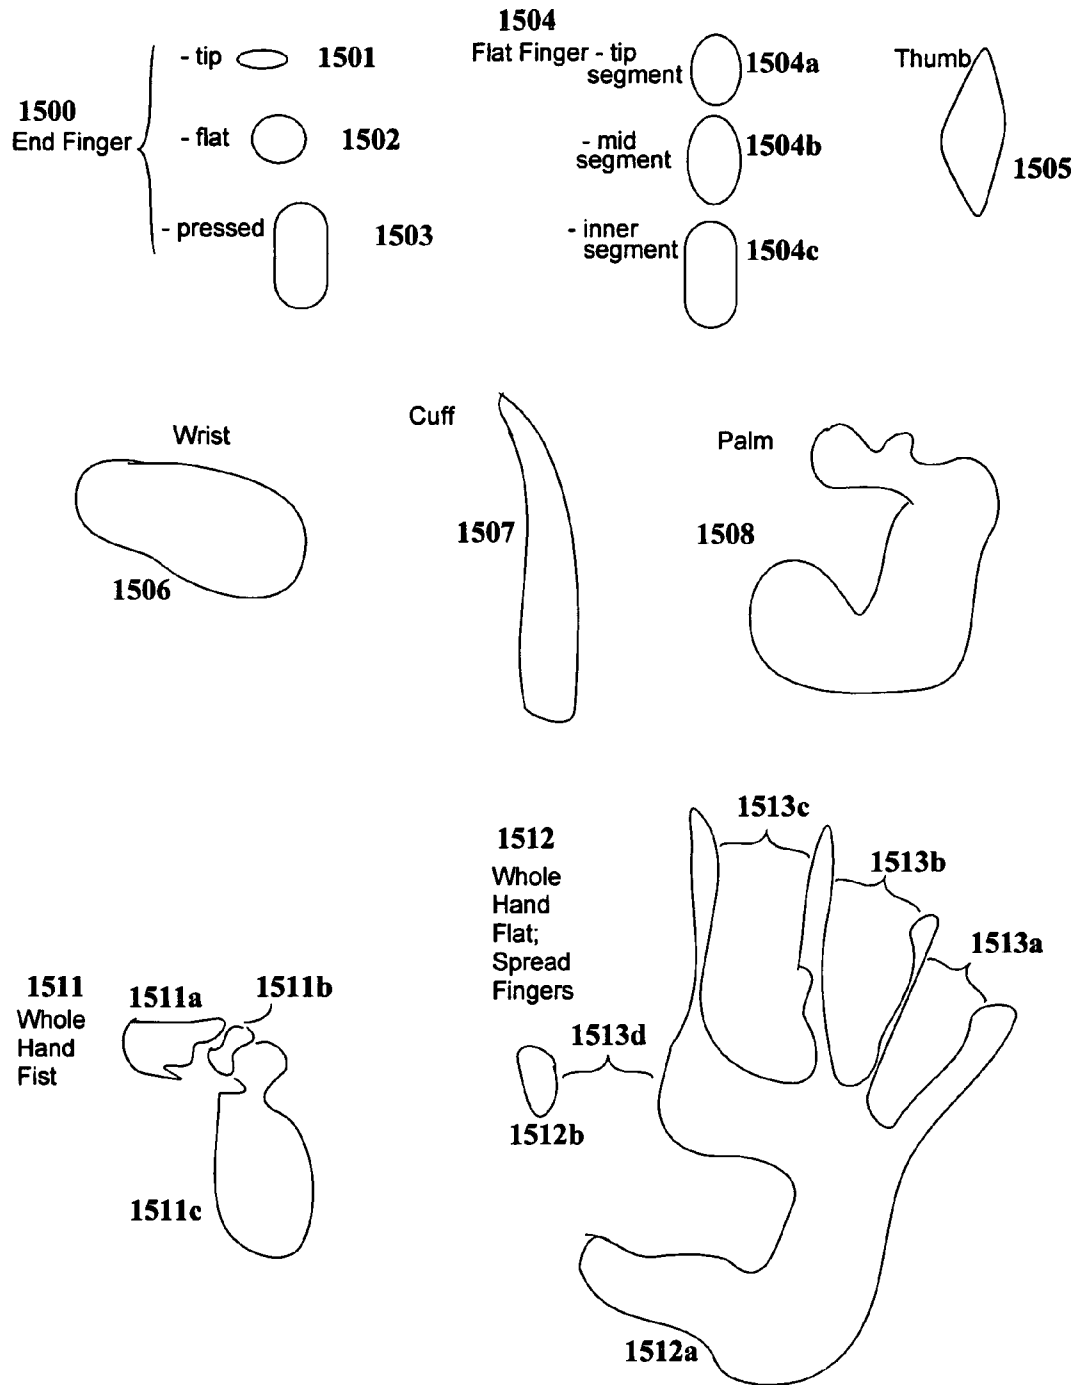 1500
End Finger
- tip
1501
- flat
1502
- pressed
1503
1504
Flat Finger - tip
segment
1504a
- mid
segment
1504b
- inner
segment
1504c
Thumb
1505
Wrist
1506
Cuff
1507
Palm
1508
1511
Whole
Hand
Fist
1511a
1511b
1511c
1512
Whole
Hand
Flat;
Spread
Fingers
1513c
1513b
1513a
1513d
1512b
1512a